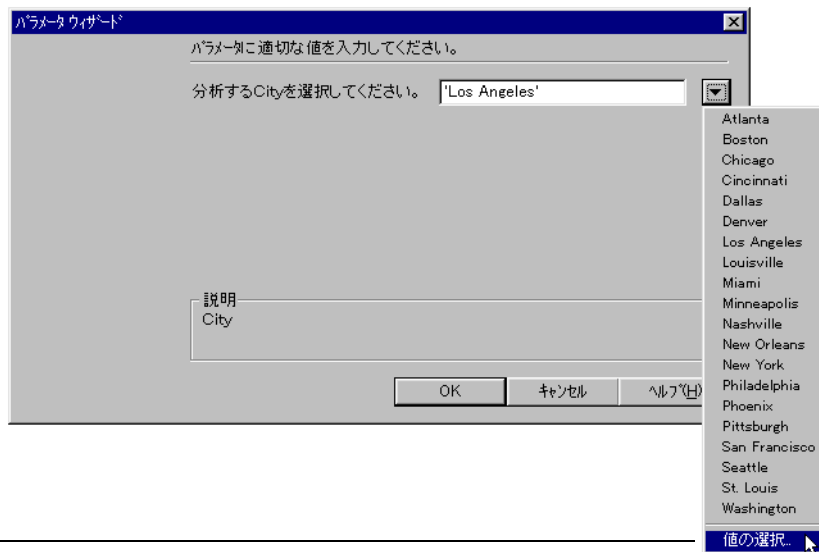 パラメータ ウィザード
パラメータに適切な値を入力してください。
分析するCityを選択してください。 'Los Angeles'
Atlanta
Boston
Chicago
Cincinnati
Dallas
Denver
Los Angeles
Louisville
Miami
Minneapolis
Nashville
New Orleans
New York
Philadelphia
Phoenix
Pittsburgh
San Francisco
Seattle
St. Louis
Washington
値の選択...
説明
City
OK キャンセル ヘルプ(H)